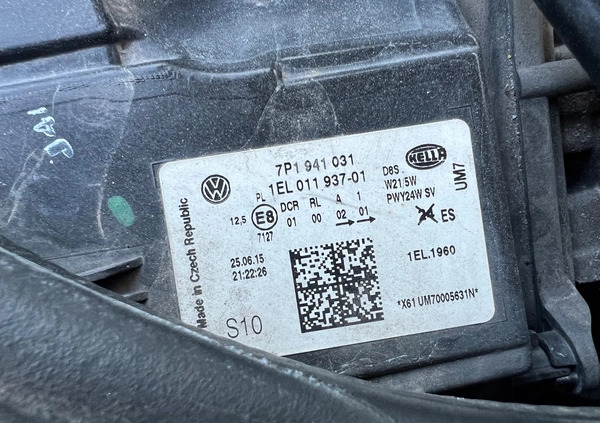 7P1 941 031
1EL 011 937-01
HELLA
D8S.
W21,5W
PWY24W SV
UM7
PL DCR RL A 1
12,5 E8 01 00 02 01
7127
ES
25.06.15
21:22:26
1EL.1960
*X61UM70005631N*
S10
Made in Czech Republic